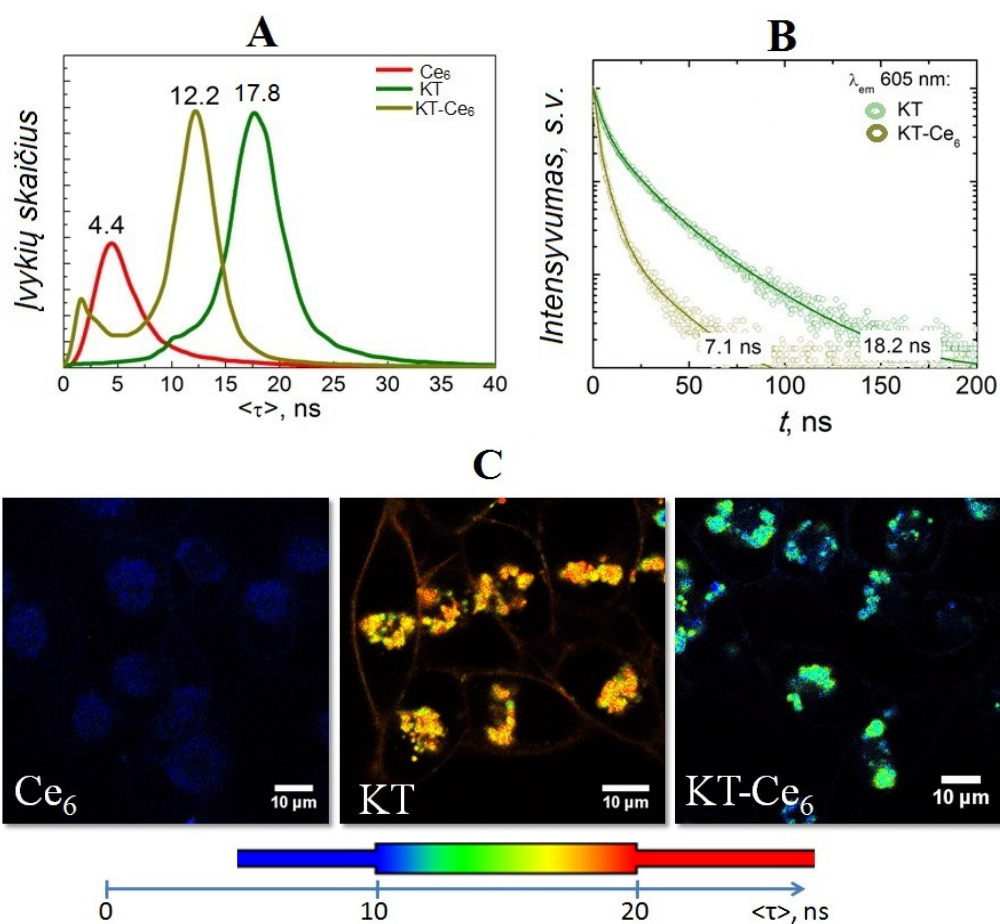 A
Įvykių skaičius
4.4
12.2
17.8
Ce₆
KT
KT-Ce₆
0 5 10 15 20 25 30 35 40
<τ>, ns
B
Intensyvumas, s.v.
λem 605 nm:
KT
KT-Ce₆
7.1 ns
18.2 ns
0 50 100 150 200
t, ns
C
Ce₆
10 µm
KT
10 µm
KT-Ce₆
10 µm
0 10 20 <τ>, ns